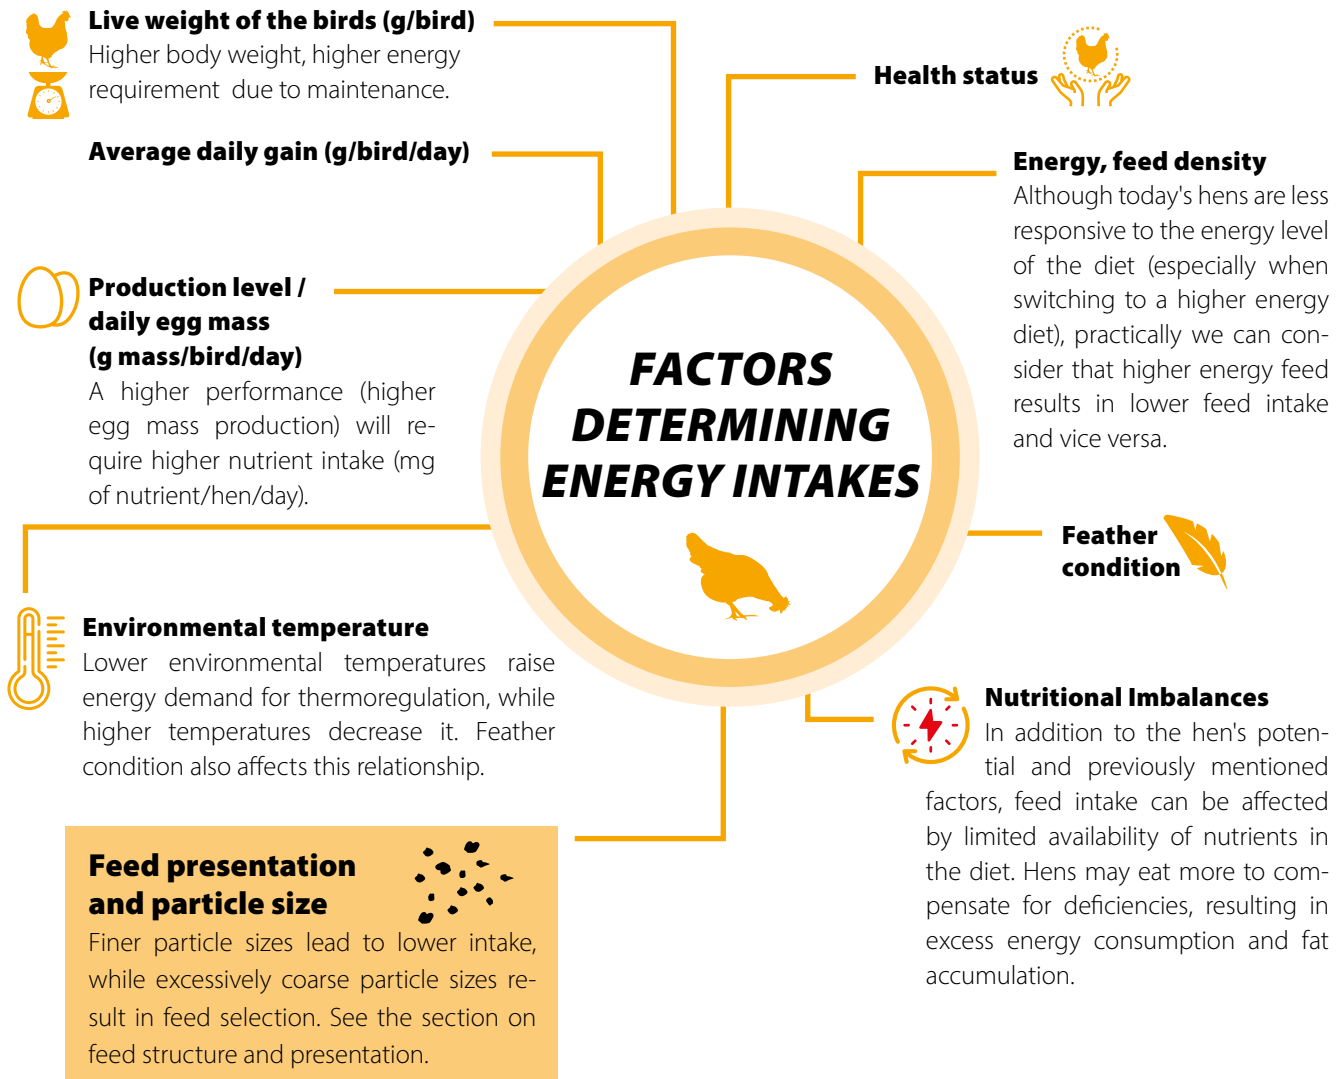 Live weight of the birds (g/bird)
Higher body weight, higher energy
requirement due to maintenance.
Average daily gain (g/bird/day)
Production level /
daily egg mass
(g mass/bird/day)
A higher performance (higher
egg mass production) will re-
quire higher nutrient intake (mg
of nutrient/hen/day).
Environmental temperature
Lower environmental temperatures raise
energy demand for thermoregulation, while
higher temperatures decrease it. Feather
condition also affects this relationship.
Feed presentation
and particle size
Finer particle sizes lead to lower intake,
while excessively coarse particle sizes re-
sult in feed selection. See the section on
feed structure and presentation.
FACTORS
DETERMINING
ENERGY INTAKES
Health status
Energy, feed density
Although today's hens are less
responsive to the energy level
of the diet (especially when
switching to a higher energy
diet), practically we can con-
sider that higher energy feed
results in lower feed intake
and vice versa.
Feather
condition
Nutritional Imbalances
In addition to the hen's poten-
tial and previously mentioned
factors, feed intake can be affected
by limited availability of nutrients in
the diet. Hens may eat more to com-
pensate for deficiencies, resulting in
excess energy consumption and fat
accumulation.